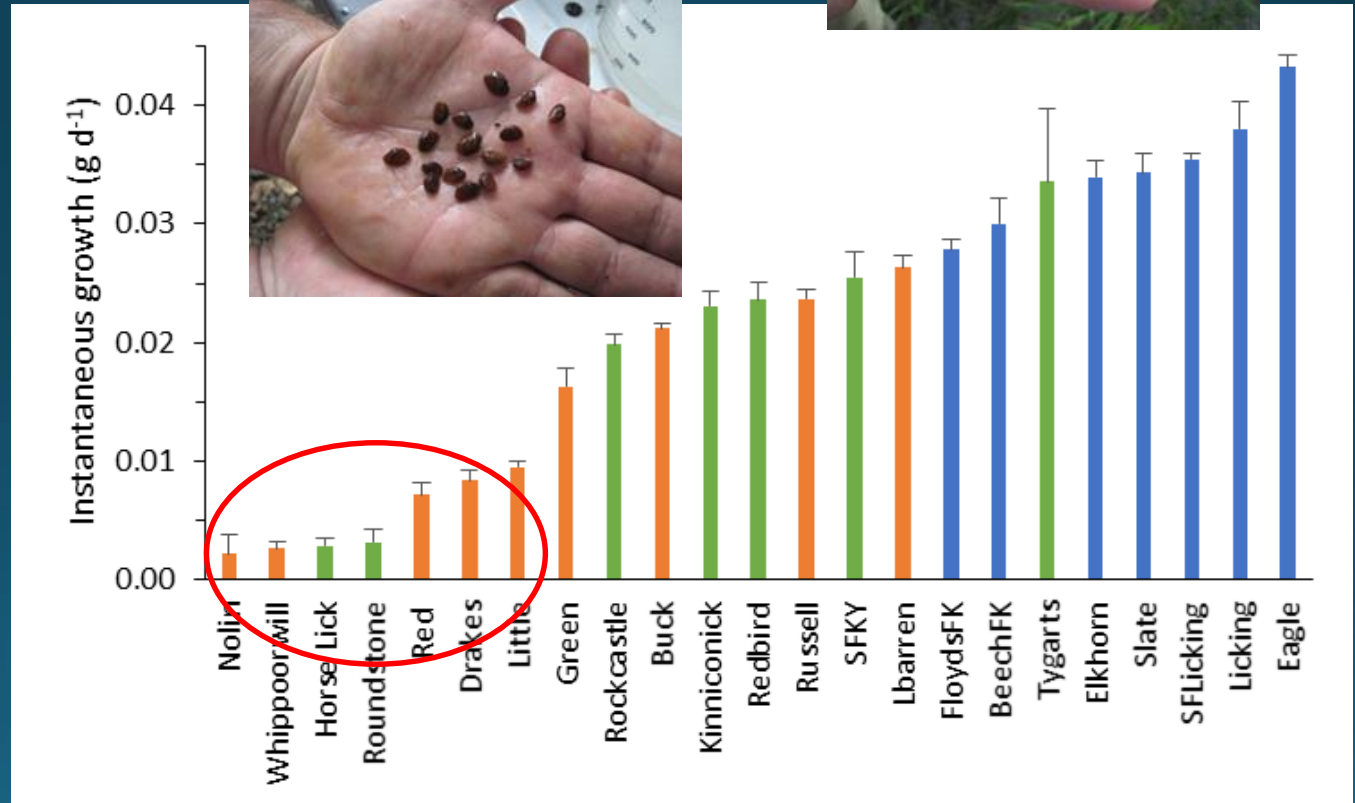 Instantaneous growth (g d-1)
0.04
0.03
0.02
0.01
0.00
Nolin
Whippoorwill
Horse Lick
Roundstone
Red
Drakes
Little
Green
Rockcastle
Buck
Kinniconick
Redbird
Russell
SFKY
Lbarren
FloydsFK
BeechFK
Tygarts
Elkhorn
Slate
SFLicking
Licking
Eagle